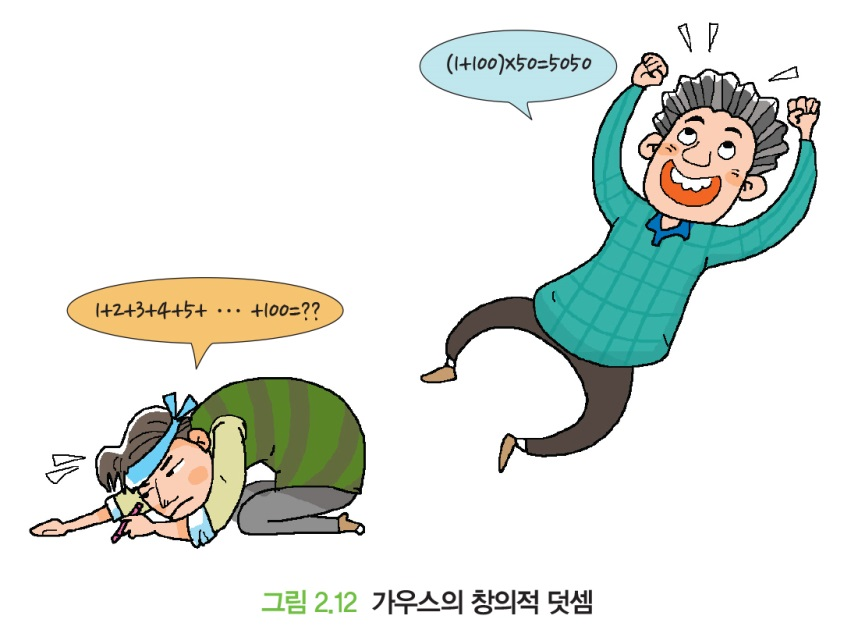 (1+100)×50=5050
1+2+3+4+5+ ··· +100=??
그림 2.12 가우스의 창의적 덧셈